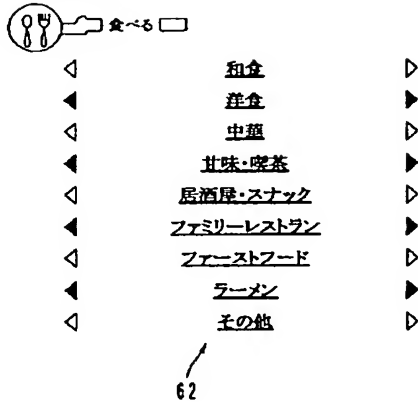 食べる
和食
洋食
中華
甘味・喫茶
居酒屋・スナック
ファミリーレストラン
ファーストフード
ラーメン
その他
62